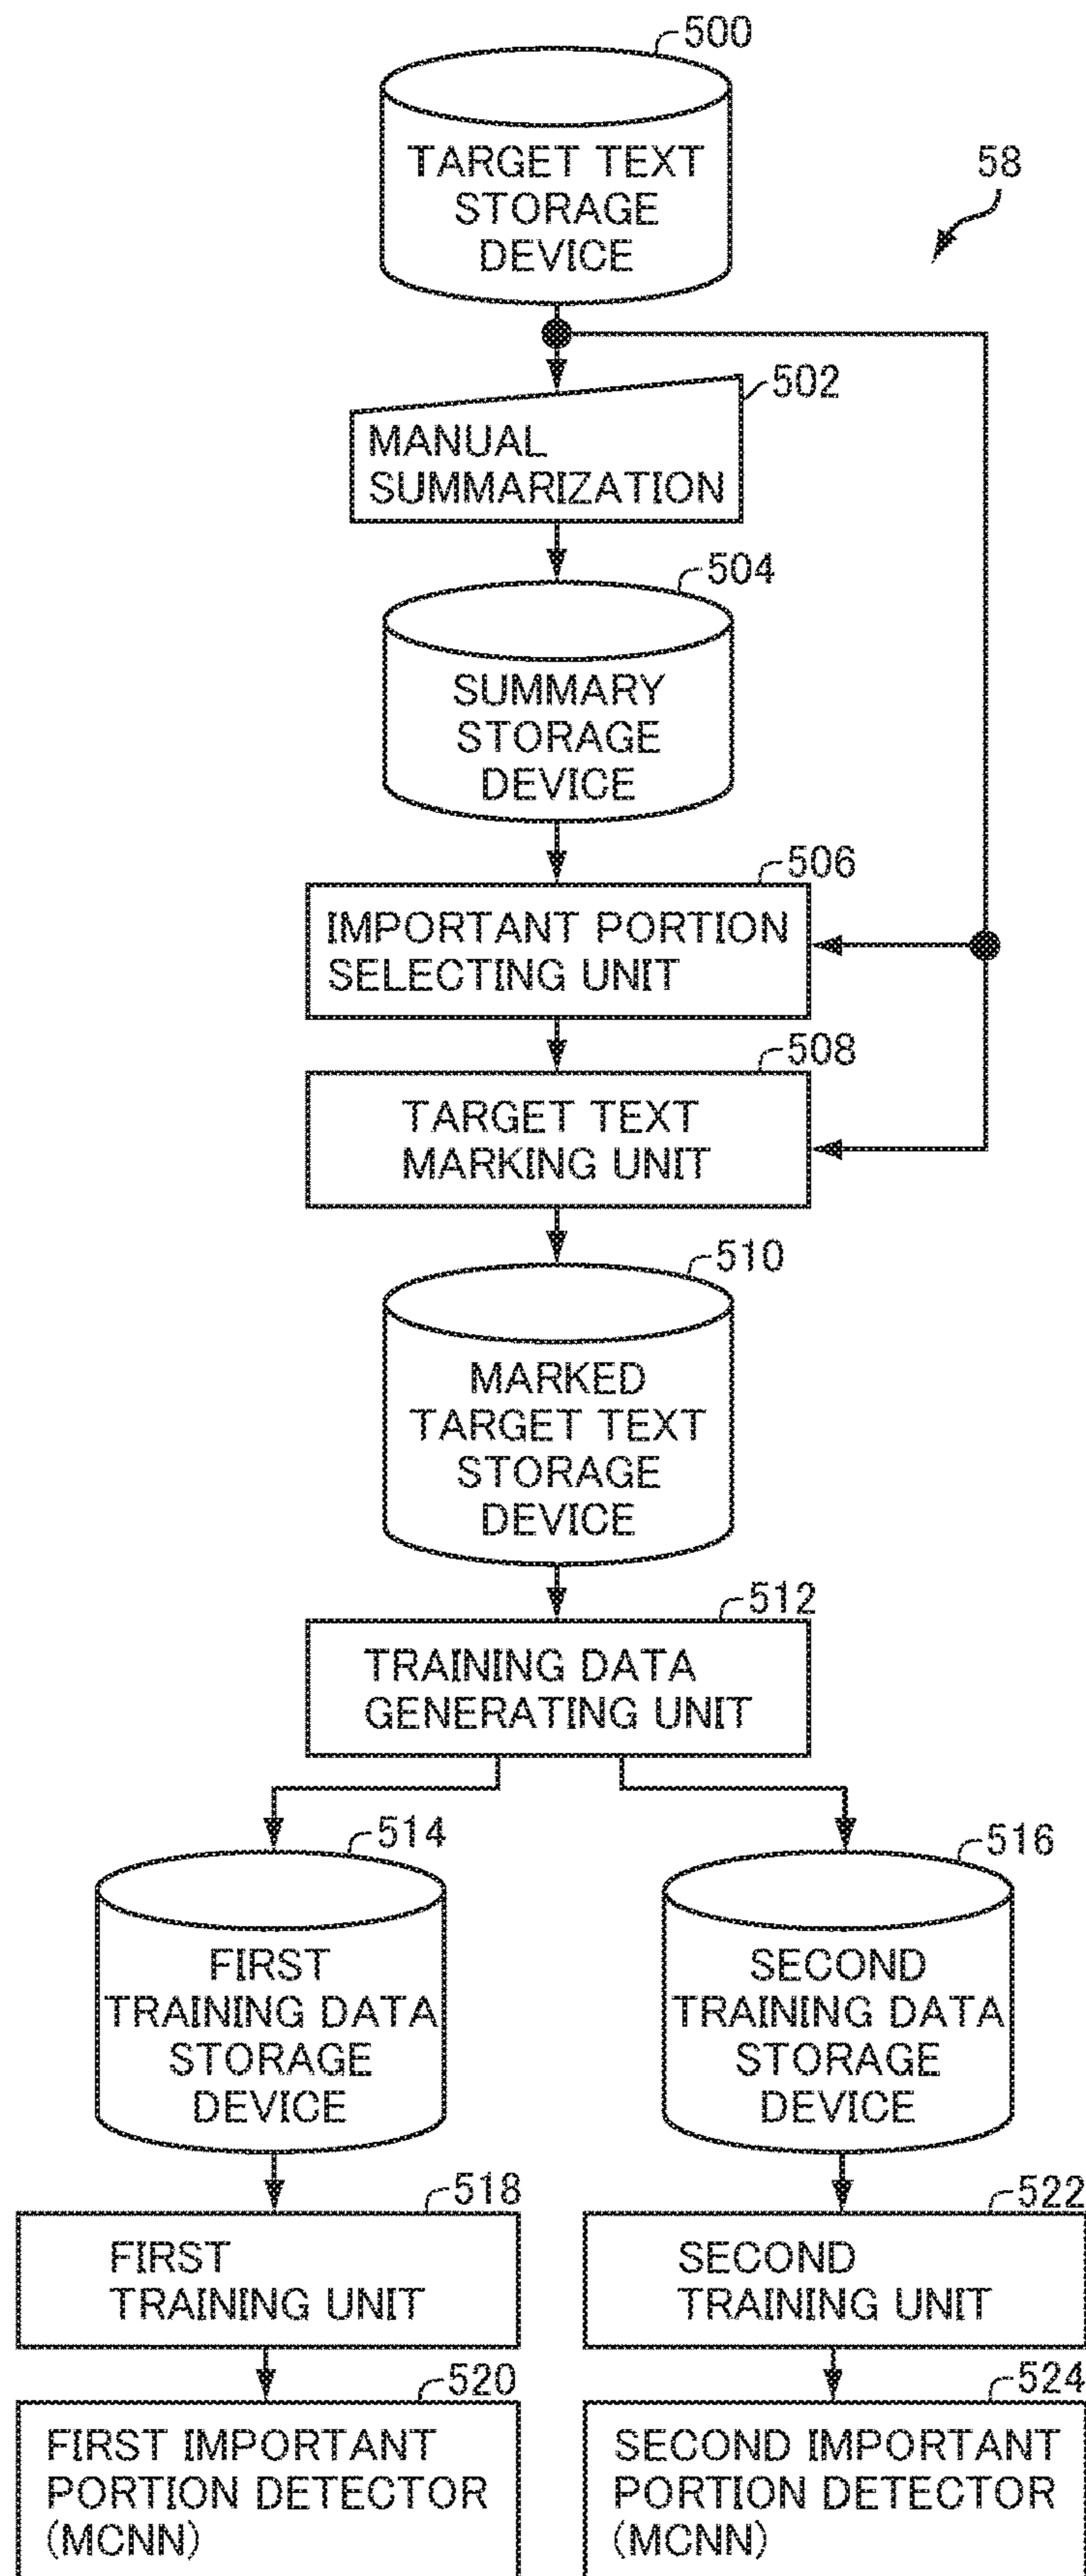 500
TARGET TEXT
STORAGE
DEVICE
58
502
MANUAL
SUMMARIZATION
504
SUMMARY
STORAGE
DEVICE
506
IMPORTANT PORTION
SELECTING UNIT
508
TARGET TEXT
MARKING UNIT
510
MARKED
TARGET TEXT
STORAGE
DEVICE
512
TRAINING DATA
GENERATING UNIT
514
FIRST
TRAINING DATA
STORAGE
DEVICE
516
SECOND
TRAINING DATA
STORAGE
DEVICE
518
FIRST
TRAINING UNIT
522
SECOND
TRAINING UNIT
520
FIRST IMPORTANT
PORTION DETECTOR
(MCNN)
524
SECOND IMPORTANT
PORTION DETECTOR
(MCNN)